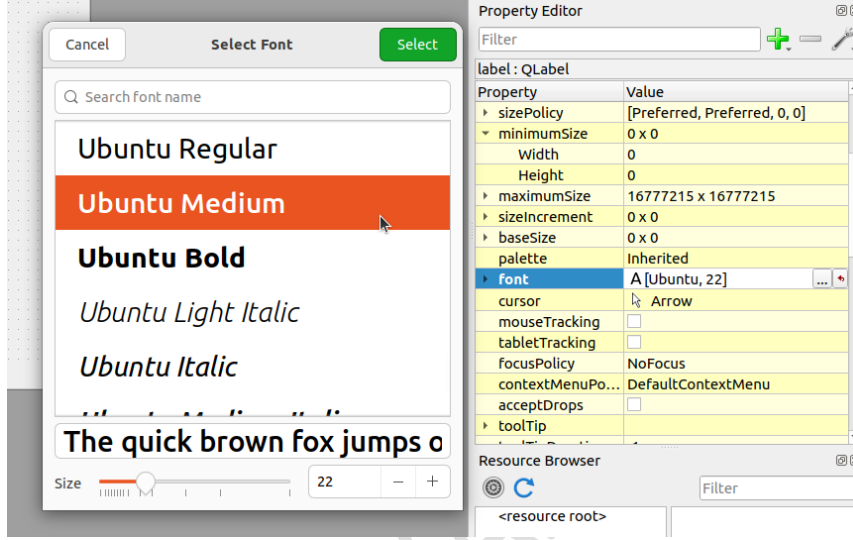 Cancel
Select Font
Select
Search font name
Ubuntu Regular
Ubuntu Medium
Ubuntu Bold
Ubuntu Light Italic
Ubuntu Italic
The quick brown fox jumps o
Size
22
Property Editor
Filter
label : QLabel
Property Value
sizePolicy [Preferred, Preferred, 0, 0]
minimumSize 0 x 0
Width 0
Height 0
maximumSize 16777215 x 16777215
sizeIncrement 0 x 0
baseSize 0 x 0
palette Inherited
font A [Ubuntu, 22] ...
cursor Arrow
mouseTracking
tabletTracking
focusPolicy NoFocus
contextMenuPo... DefaultContextMenu
acceptDrops
toolTip
Resource Browser
Filter
<resource root>